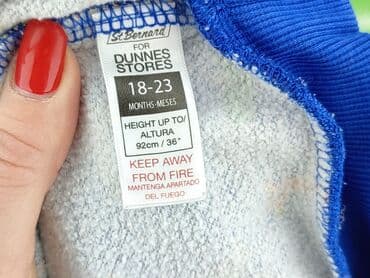 St.Bernard
FOR
DUNNES
STORES
18-23
MONTHS-MESES
HEIGHT UP TO/
ALTURA
92cm / 36"
KEEP AWAY
FROM FIRE
MANTENGA APARTADO
DEL FUEGO